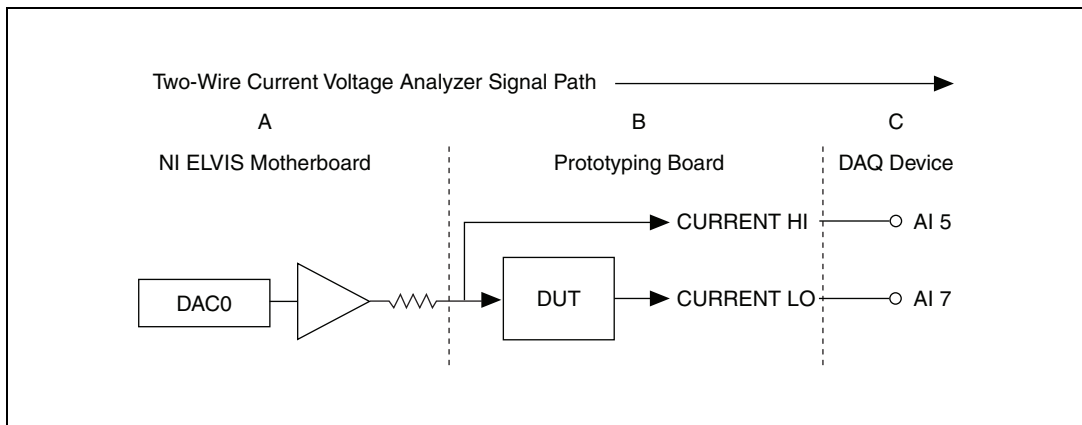 Two-Wire Current Voltage Analyzer Signal Path
A B C
NI ELVIS Motherboard Prototyping Board DAQ Device
CURRENT HI AI 5
DAC0 DUT CURRENT LO AI 7